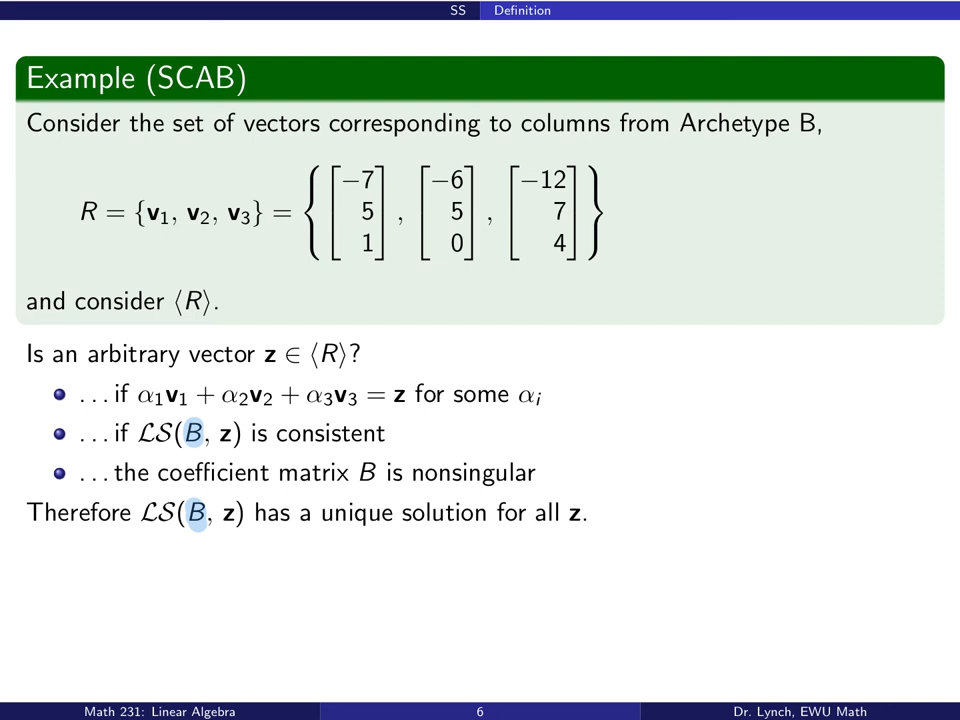 SS Definition
Example (SCAB)
Consider the set of vectors corresponding to columns from Archetype B,
R = {v₁, v₂, v₃} = { [−7 5 1], [−6 5 0], [−12 7 4] }
and consider ⟨R⟩.
Is an arbitrary vector z ∈ ⟨R⟩?
. . . if α₁v₁ + α₂v₂ + α₃v₃ = z for some αᵢ
. . . if ℒ𝒮(B, z) is consistent
. . . the coefficient matrix B is nonsingular
Therefore ℒ𝒮(B, z) has a unique solution for all z.
Math 231: Linear Algebra 6 Dr. Lynch, EWU Math